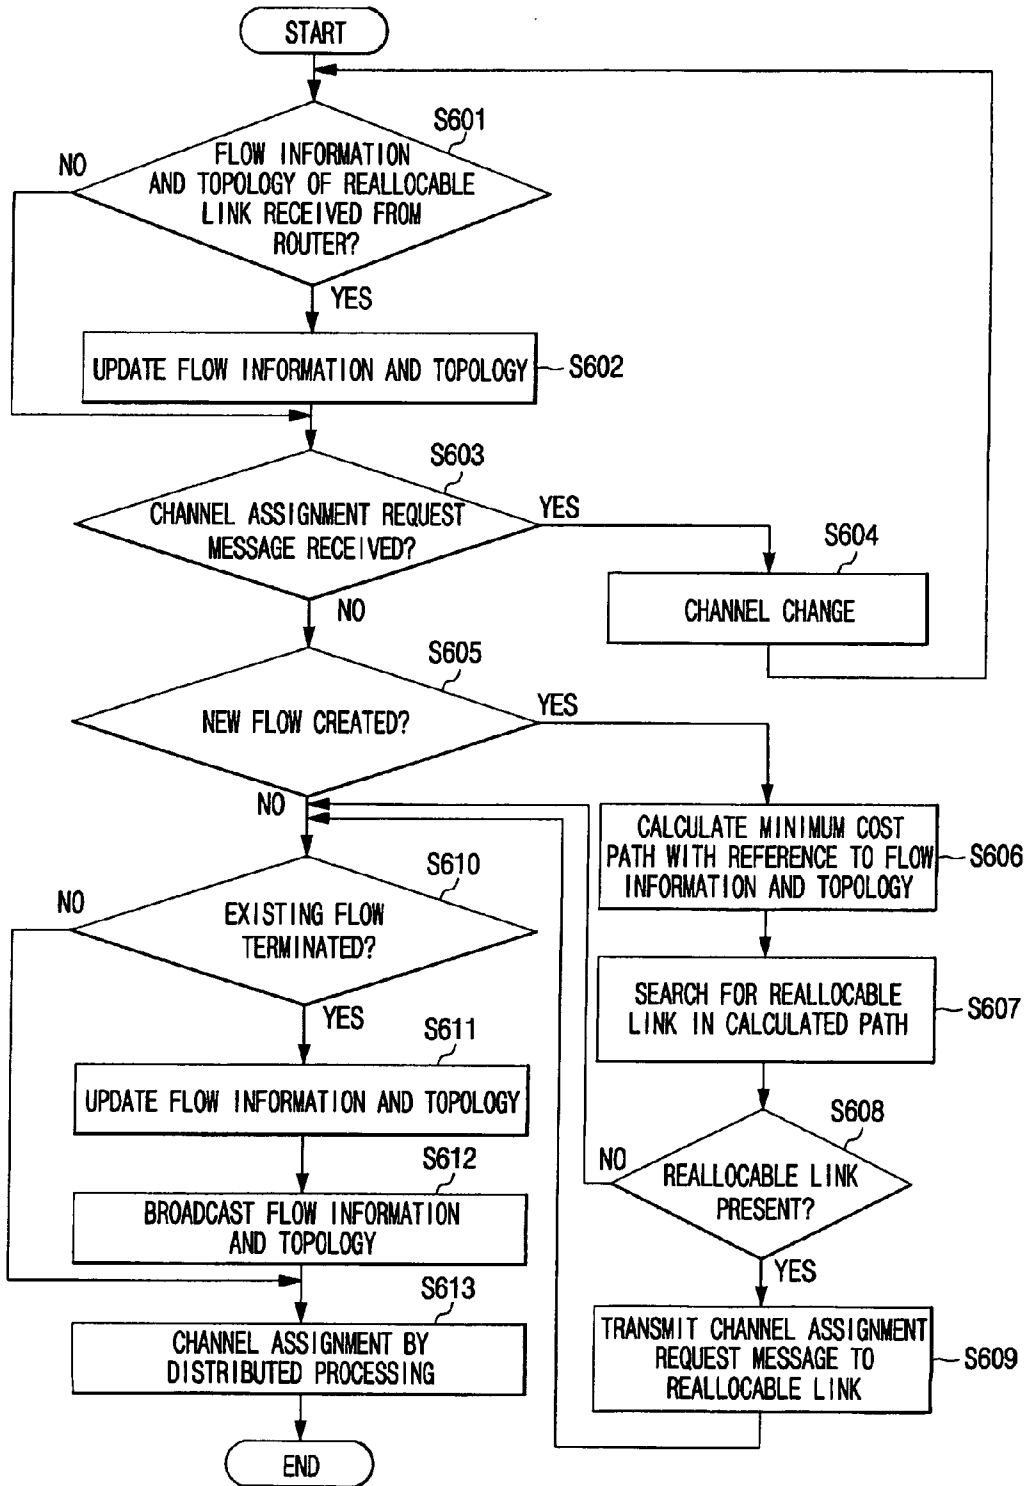 START
S601
NO
FLOW INFORMATION
AND TOPOLOGY OF REALLOCABLE
LINK RECEIVED FROM
ROUTER?
YES
UPDATE FLOW INFORMATION AND TOPOLOGY
S602
S603
CHANNEL ASSIGNMENT REQUEST
MESSAGE RECEIVED?
YES
S604
CHANNEL CHANGE
NO
S605
NEW FLOW CREATED?
YES
NO
CALCULATE MINIMUM COST
PATH WITH REFERENCE TO FLOW
INFORMATION AND TOPOLOGY
S606
S610
NO
EXISTING FLOW
TERMINATED?
SEARCH FOR REALLOCABLE
LINK IN CALCULATED PATH
S607
YES
S611
UPDATE FLOW INFORMATION AND TOPOLOGY
S608
NO
REALLOCABLE LINK
PRESENT?
S612
BROADCAST FLOW INFORMATION
AND TOPOLOGY
YES
S613
CHANNEL ASSIGNMENT BY
DISTRIBUTED PROCESSING
TRANSMIT CHANNEL ASSIGNMENT
REQUEST MESSAGE TO
REALLOCABLE LINK
S609
END